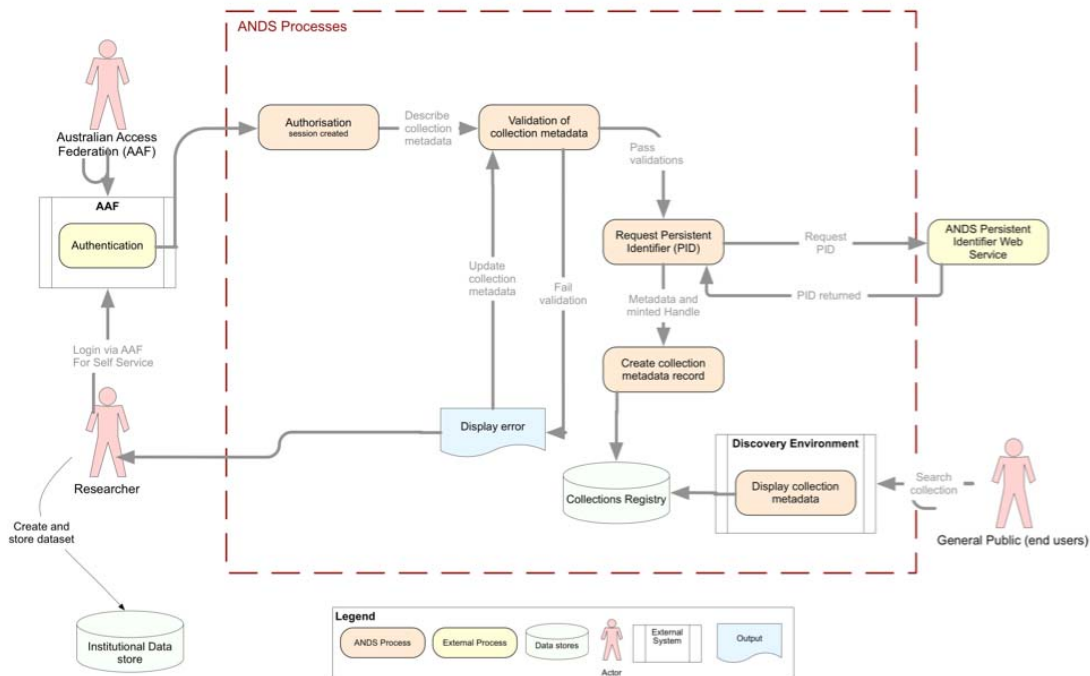 ANDS Processes
Australian Access
Federation (AAF)
AAF
Authentication
Login via AAF
For Self Service
Researcher
Create and
store dataset
Institutional Data
store
Authorisation
session created
Describe
collection
metadata
Validation of
collection metadata
Pass
validations
Request Persistent
Identifier (PID)
Request
PID
ANDS Persistent
Identifier Web
Service
PID returned
Update
collection
metadata
Fail
validation
Metadata and
minted Handle
Create collection
metadata record
Display error
Collections Registry
Discovery Environment
Display collection
metadata
Search
collection
General Public (end users)
Legend
ANDS Process
External Process
Data stores
Actor
External
System
Output